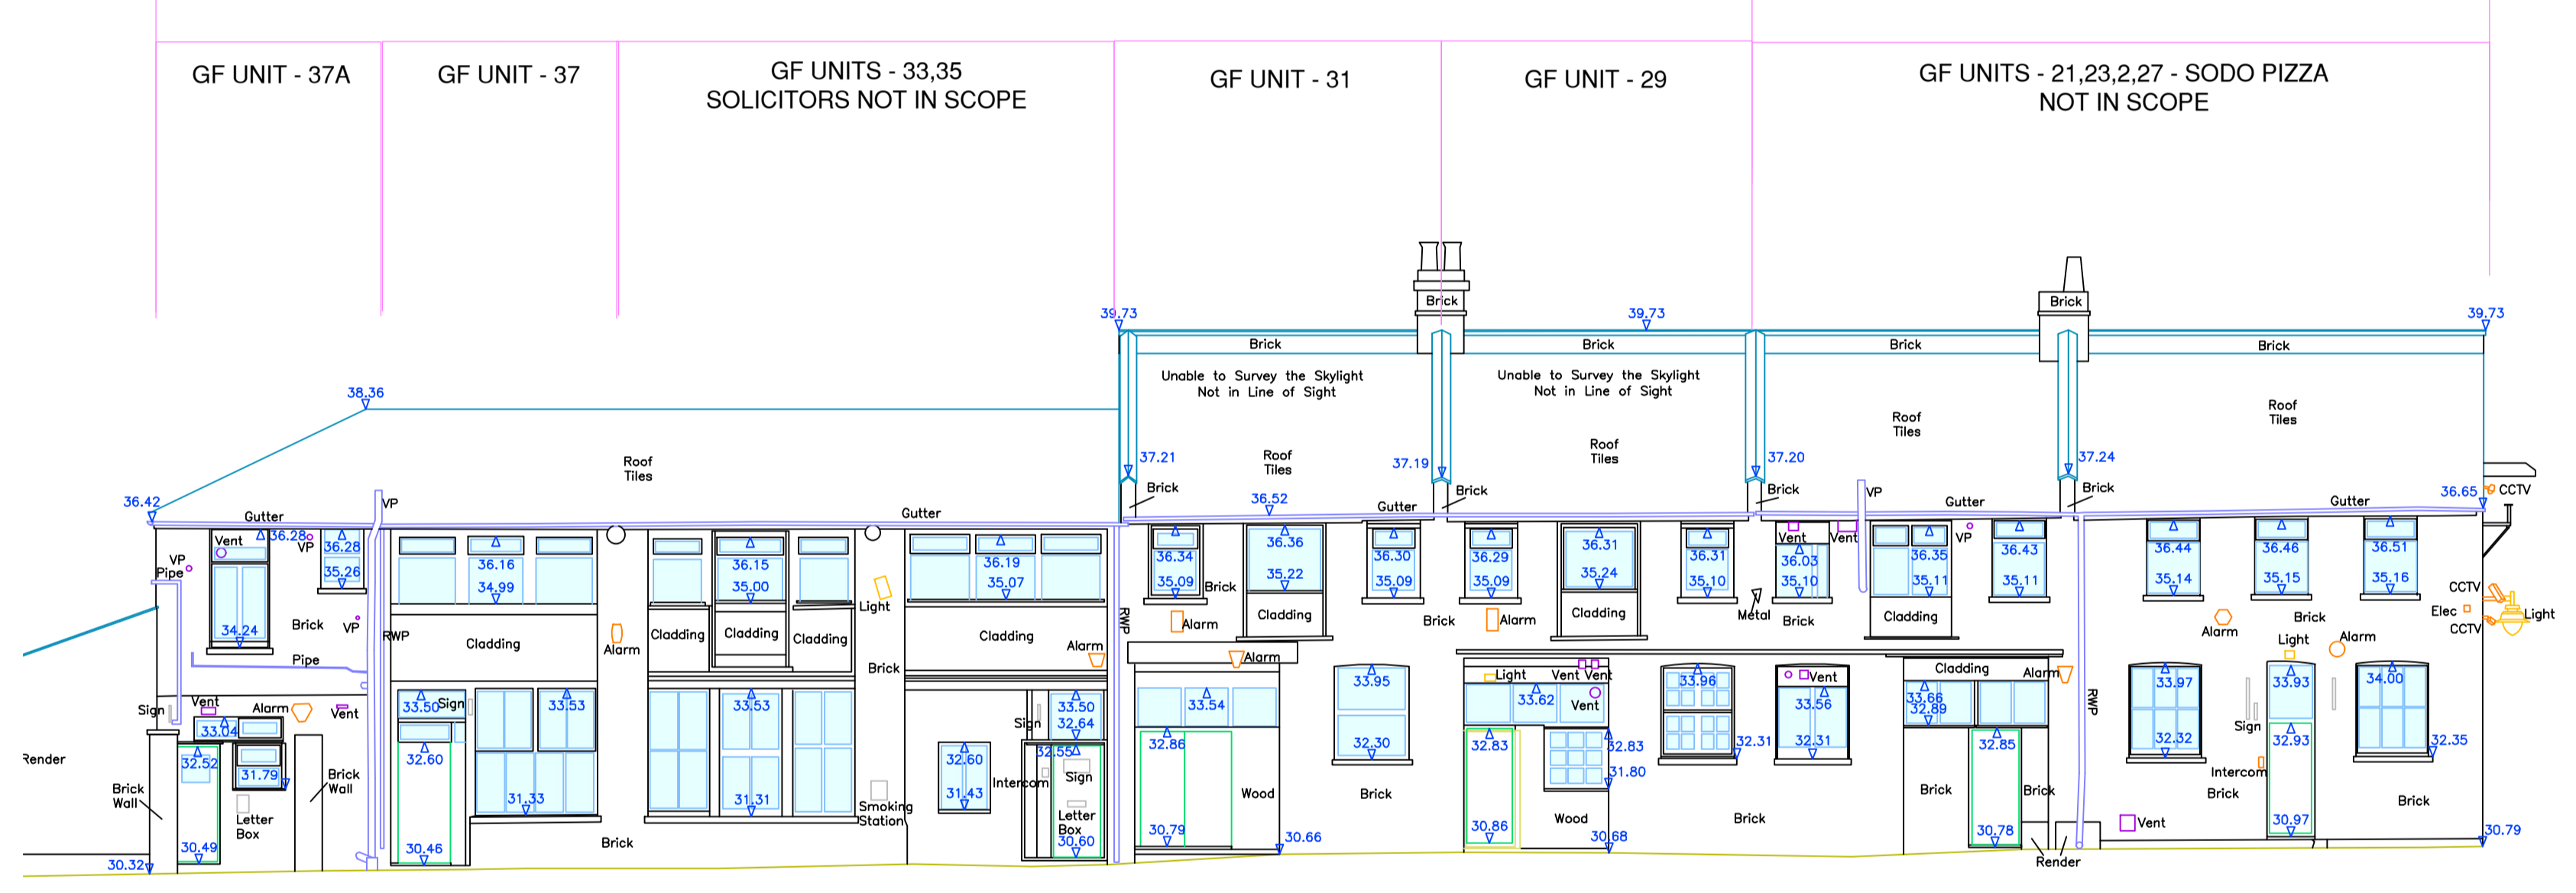 GF UNIT - 37A
GF UNIT - 37
GF UNITS - 33,35
SOLICITORS NOT IN SCOPE
GF UNIT - 31
GF UNIT - 29
GF UNITS - 21,23,2,27 - SODO PIZZA
NOT IN SCOPE
39.73
39.73
39.73
Brick
Brick
Brick
Brick
Brick
Brick
Unable to Survey the Skylight
Not in Line of Sight
Unable to Survey the Skylight
Not in Line of Sight
38.36
Roof
Tiles
Roof
Tiles
Roof
Tiles
Roof
Tiles
Roof
Tiles
37.21
37.19
37.20
37.24
36.42
VP
Brick
36.52
Brick
Brick
VP
Brick
36.65
CCTV
Gutter
Gutter
Gutter
Gutter
Gutter
Vent
36.28
VP
36.28
35.26
VP
Pipe
34.24
Brick
VP
Pipe
RWP
36.16
34.99
Cladding
Alarm
36.15
35.00
Cladding
Cladding
Cladding
Light
Brick
36.19
35.07
Cladding
Alarm
RWP
36.34
35.09
Brick
Alarm
36.36
35.22
Cladding
36.30
35.09
Brick
36.29
35.09
Alarm
36.31
35.24
Cladding
36.31
35.10
Metal
Vent
Vent
36.03
35.10
Brick
VP
36.35
35.11
Cladding
36.43
35.11
36.44
35.14
36.46
35.15
36.51
35.16
Alarm
Brick
Light
Alarm
CCTV
Elec
CCTV
Light
Sign
Vent
Alarm
Vent
33.04
32.52
31.79
Brick
Wall
Brick
Wall
Letter
Box
30.49
30.32
Render
33.50
Sign
33.53
32.60
31.33
30.46
Brick
33.53
31.31
Smoking
Station
32.60
31.43
Intercom
Sign
33.50
32.64
32.55
Sign
Letter
Box
30.60
Alarm
33.54
32.86
Wood
30.79
30.66
33.95
32.30
Brick
Light
Vent
Vent
33.62
Vent
32.83
32.83
31.80
30.86
Wood
30.68
33.96
32.31
Brick
Vent
33.56
32.31
Cladding
Alarm
33.66
32.89
32.85
Brick
Brick
30.78
Render
RWP
33.97
32.32
Vent
Sign
Intercom
Brick
33.93
32.93
30.97
34.00
32.35
Brick
30.79